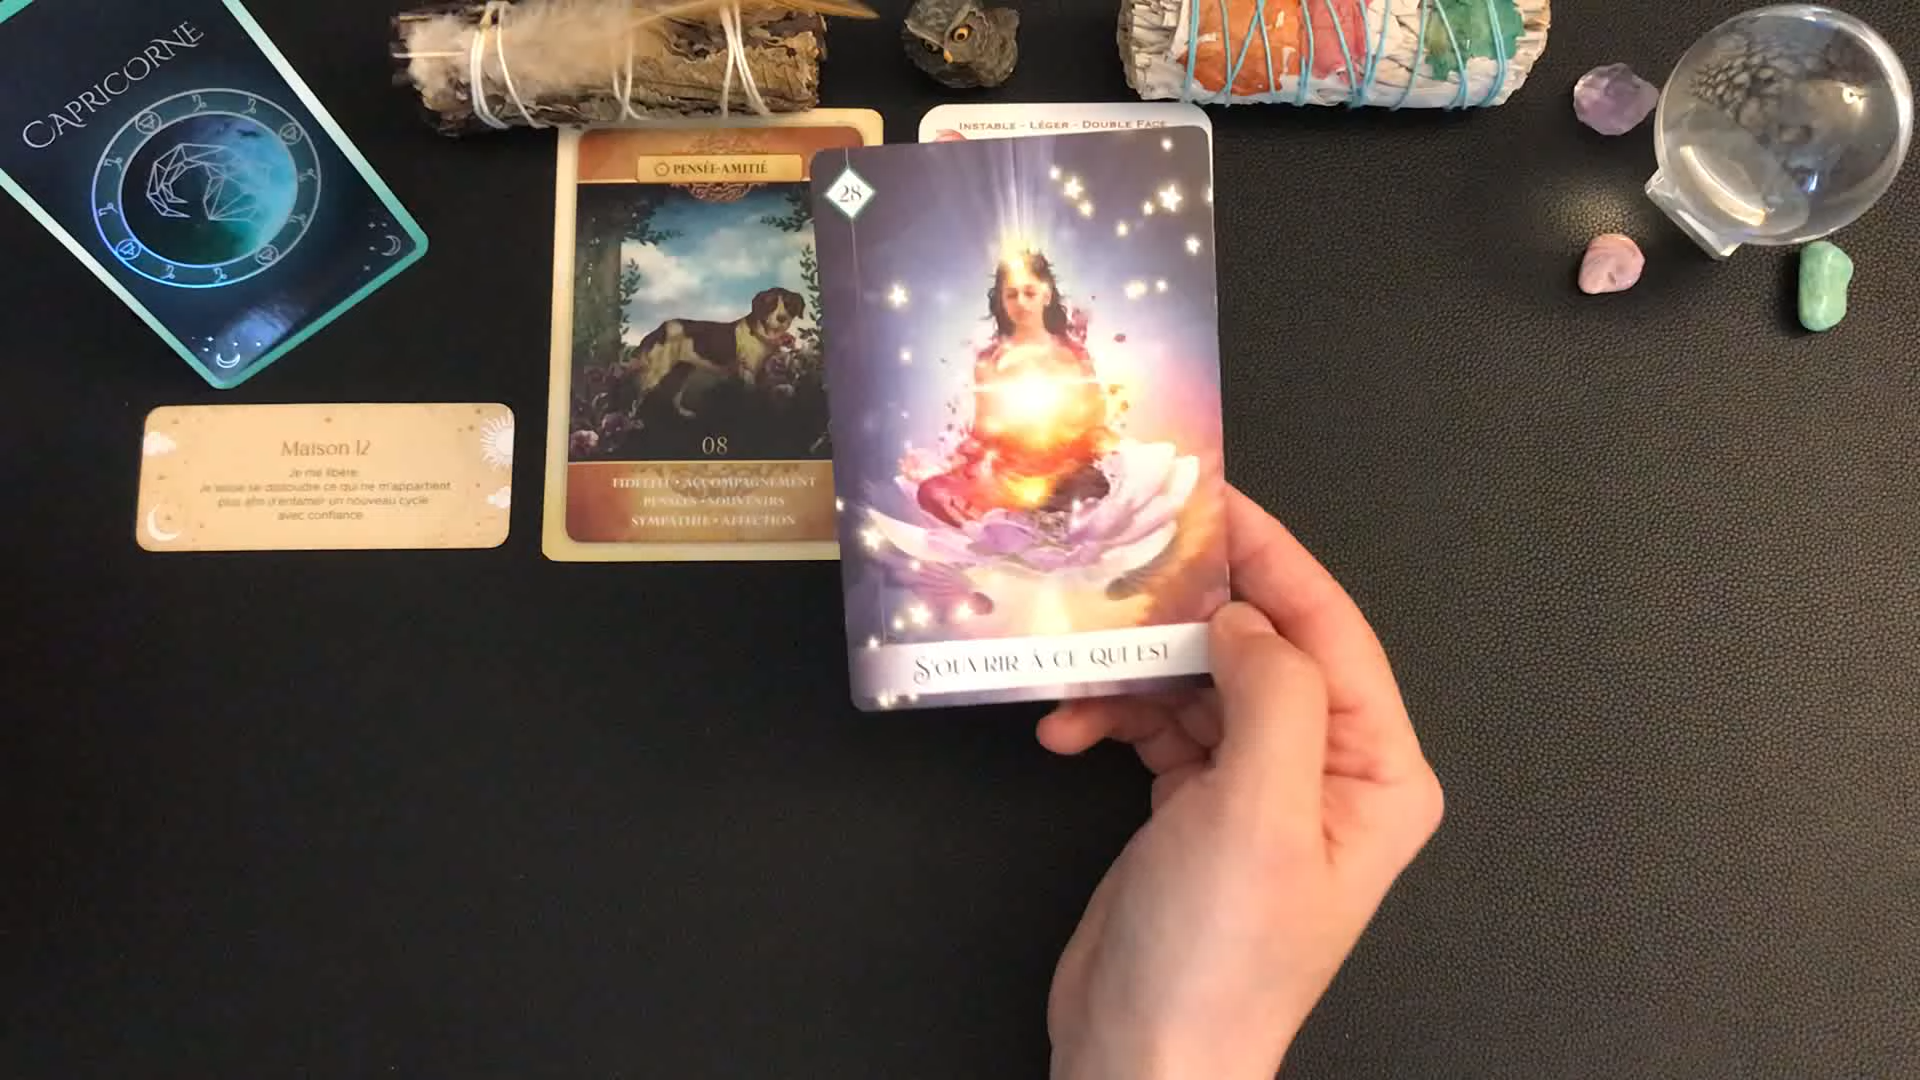 CAPRICORNE
Maison 12
Je me libère.
Je laisse se dissoudre ce qui ne m'appartient
plus afin d'entamer un nouveau cycle
avec confiance.
PENSÉE-AMITIÉ
08
FIDÉLITÉ • ACCOMPAGNEMENT
PENSÉES • SOUVENIRS
SYMPATHIE • AFFECTION
INSTABLE - LÉGER - DOUBLE FACE
28
S'OUVRIR À CE QUI EST